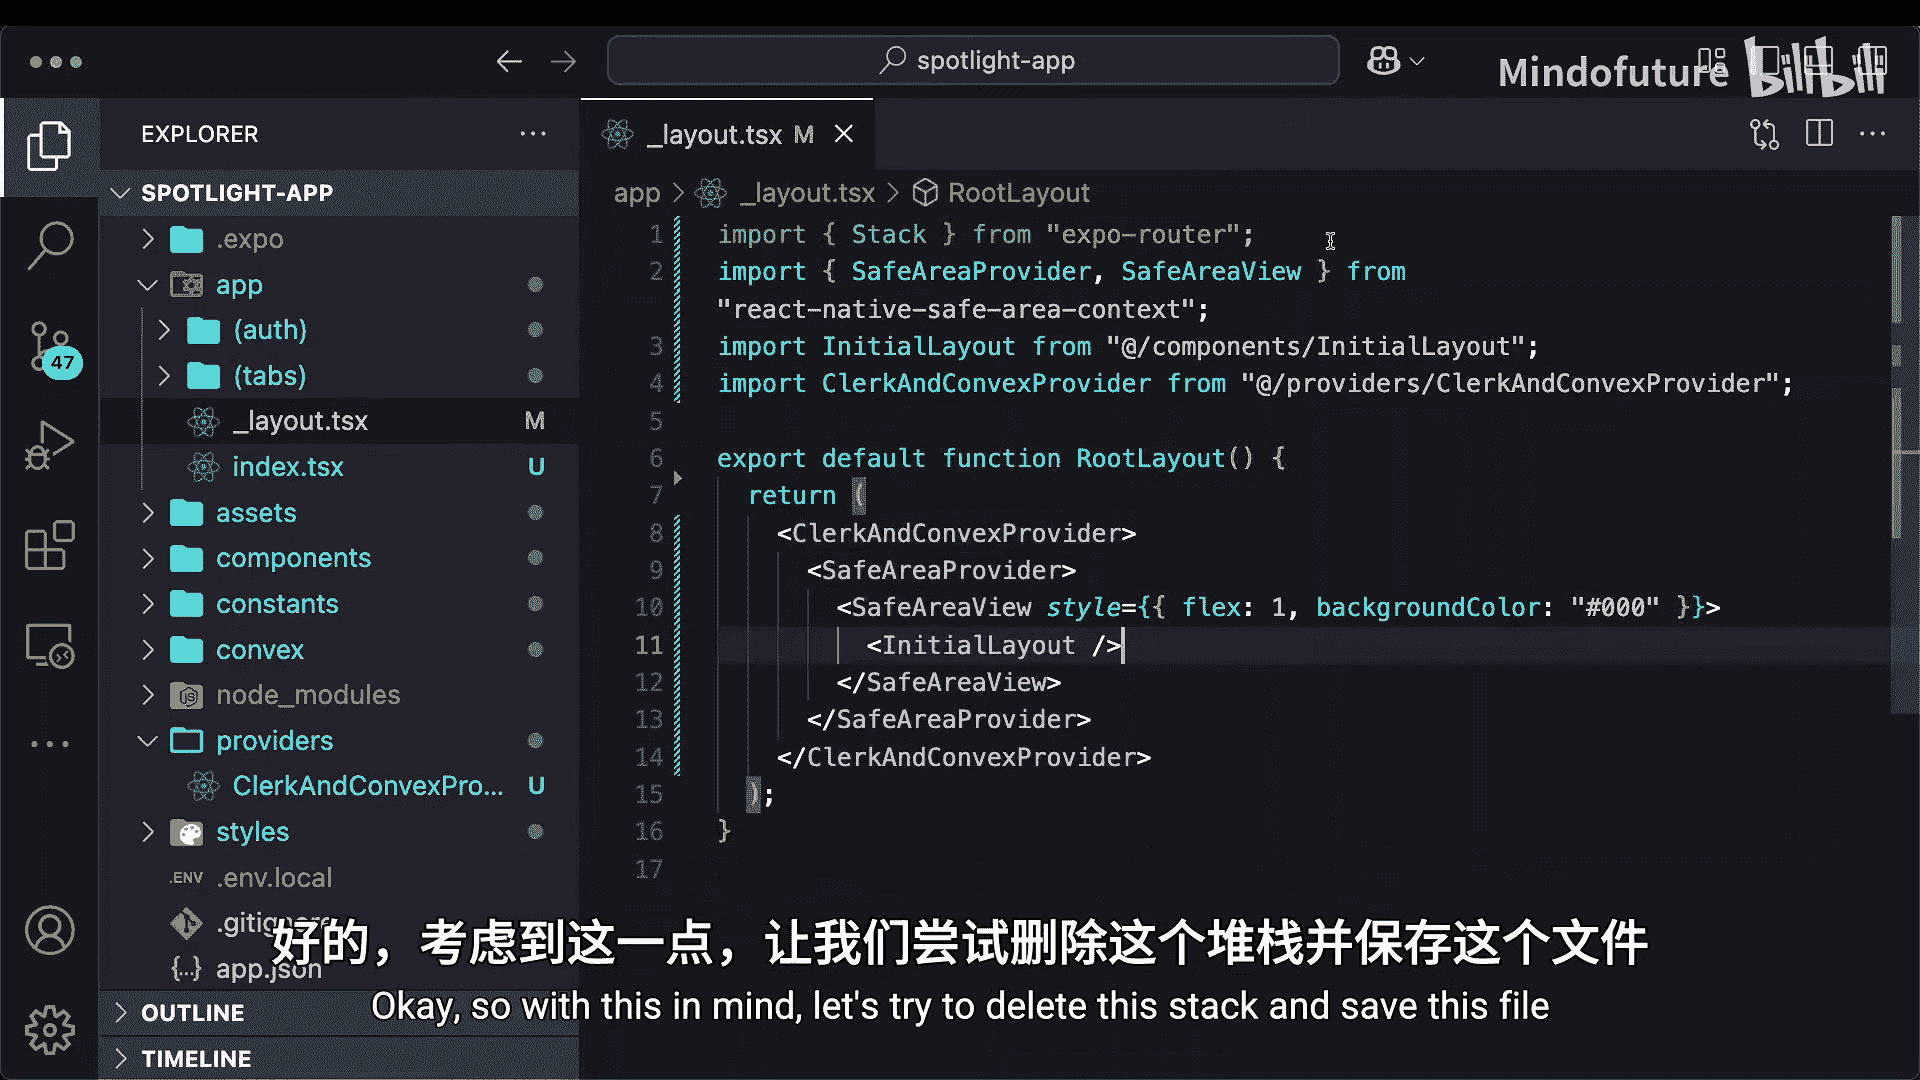 spotlight-app
Mindofuture bilibili
EXPLORER
_layout.tsx M
SPOTLIGHT-APP
app > _layout.tsx > RootLayout
.expo
app
(auth)
(tabs)
_layout.tsx M
index.tsx U
assets
components
constants
convex
node_modules
providers
ClerkAndConvexPro... U
styles
.ENV .env.local
.gitignore
{...} app.json
OUTLINE
TIMELINE
47
1 import { Stack } from "expo-router";
2 import { SafeAreaProvider, SafeAreaView } from
"react-native-safe-area-context";
3 import InitialLayout from "@/components/InitialLayout";
4 import ClerkAndConvexProvider from "@/providers/ClerkAndConvexProvider";
5
6 export default function RootLayout() {
7 return (
8 <ClerkAndConvexProvider>
9 <SafeAreaProvider>
10 <SafeAreaView style={{ flex: 1, backgroundColor: "#000" }}>
11 <InitialLayout />
12 </SafeAreaView>
13 </SafeAreaProvider>
14 </ClerkAndConvexProvider>
15 );
16 }
17
好的，考虑到这一点，让我们尝试删除这个堆栈并保存这个文件
Okay, so with this in mind, let's try to delete this stack and save this file